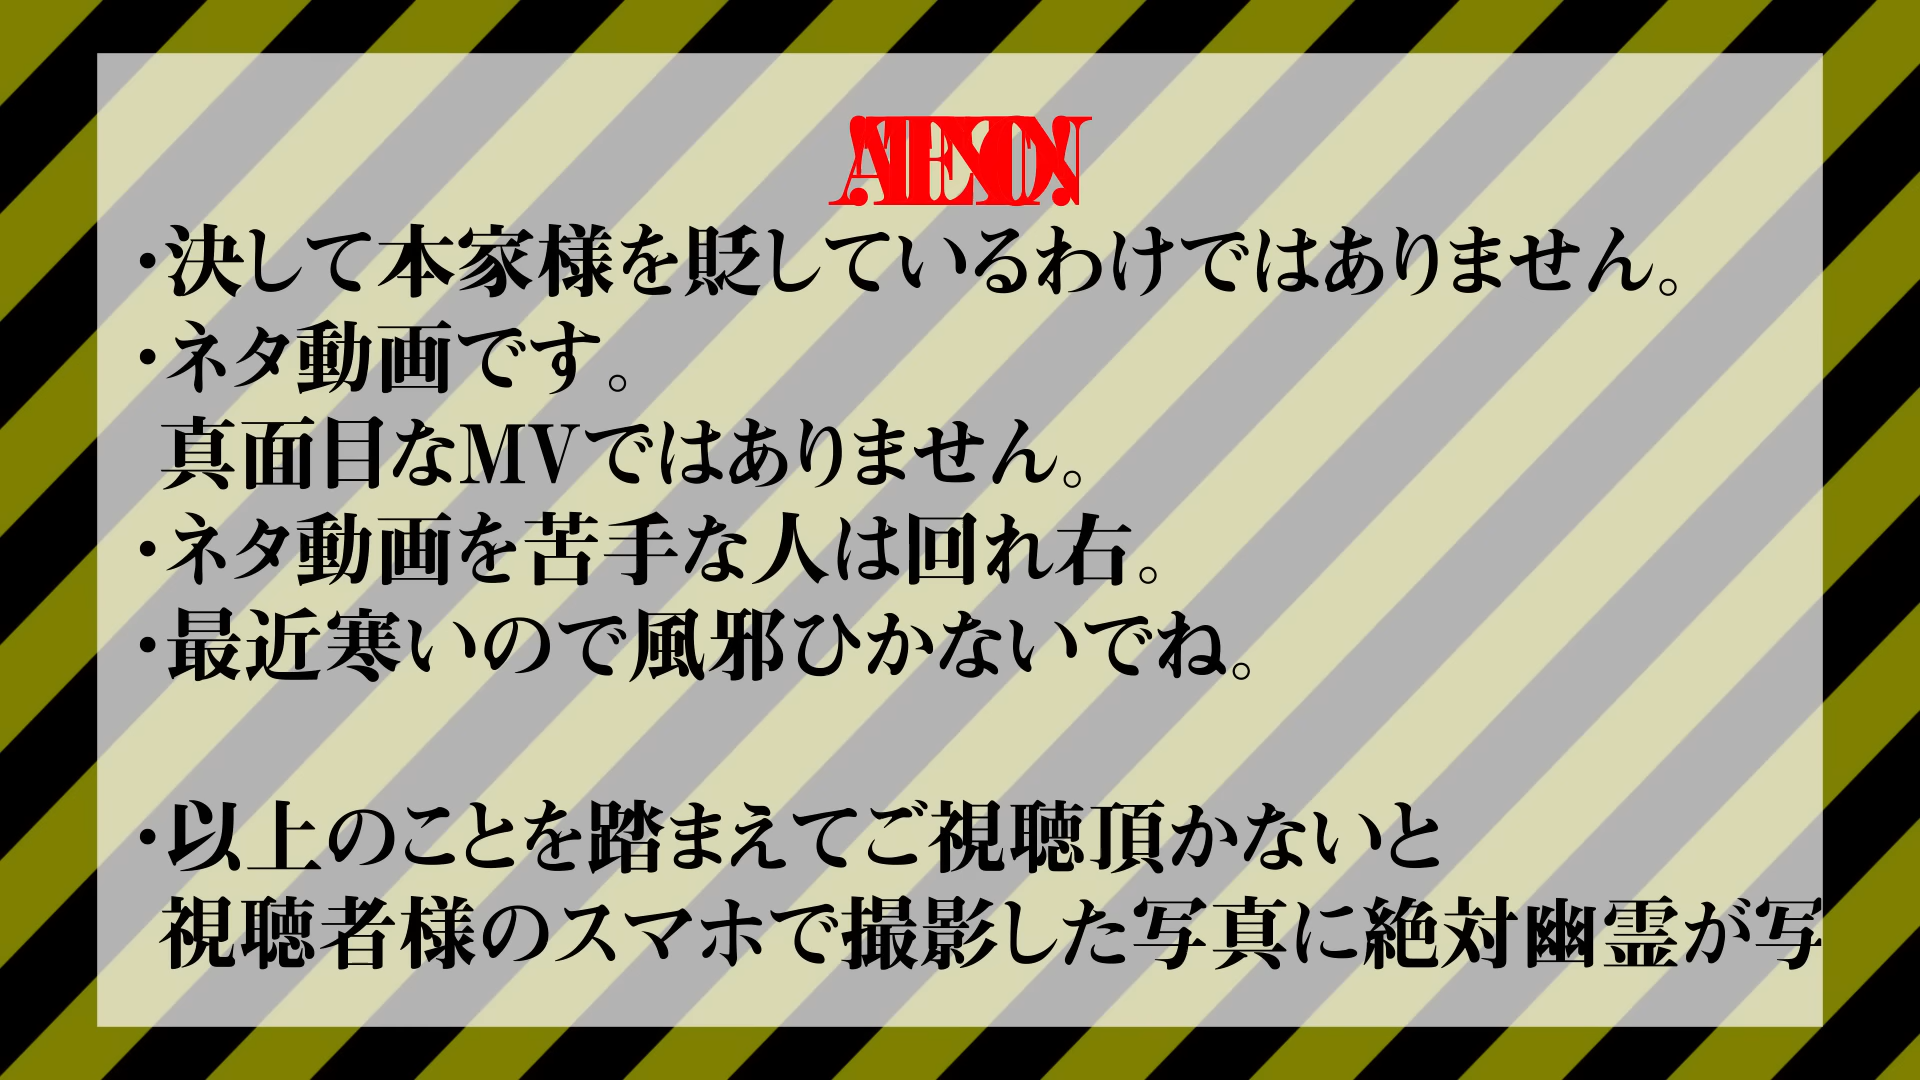 !ATTENTION!
・決して本家様を貶しているわけではありません。
・ネタ動画です。
真面目なMVではありません。
・ネタ動画を苦手な人は回れ右。
・最近寒いので風邪ひかないでね。
・以上のことを踏まえてご視聴頂かないと
視聴者様のスマホで撮影した写真に絶対幽霊が写